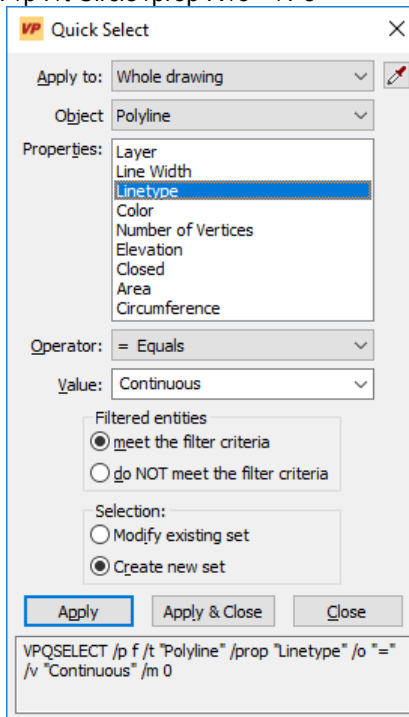 VP Quick Select
Apply to: Whole drawing
Object Polyline
Properties: Layer
Line Width
Linetype
Color
Number of Vertices
Elevation
Closed
Area
Circumference
Operator: = Equals
Value: Continuous
Filtered entities
meet the filter criteria
do NOT meet the filter criteria
Selection:
Modify existing set
Create new set
Apply Apply & Close Close
VPQSELECT /p f /t "Polyline" /prop "Linetype" /o "="
/v "Continuous" /m 0